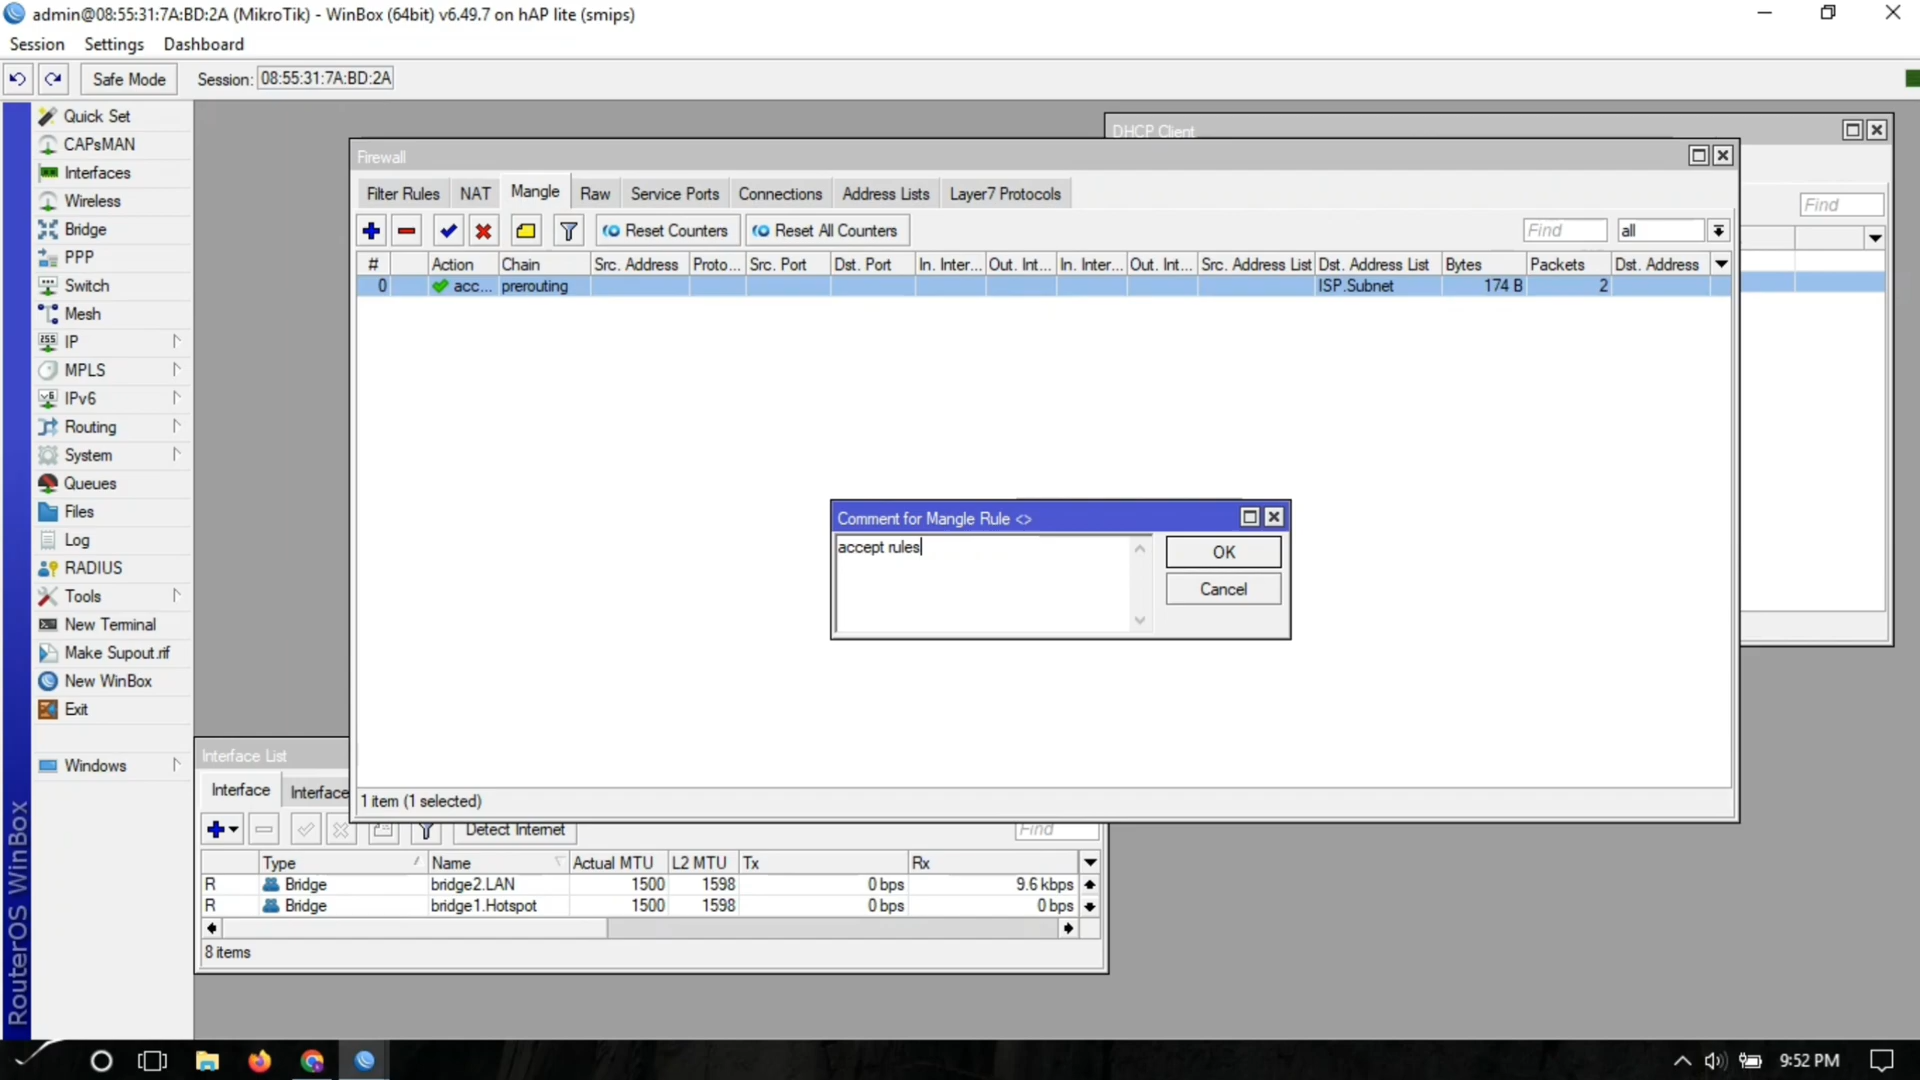 admin@08:55:31:7A:BD:2A (MikroTik) - WinBox (64bit) v6.49.7 on hAP lite (smips)
Session Settings Dashboard
Safe Mode Session: 08:55:31:7A:BD:2A
Quick Set
CAPsMAN
Interfaces
Wireless
Bridge
PPP
Switch
Mesh
IP
MPLS
IPv6
Routing
System
Queues
Files
Log
RADIUS
Tools
New Terminal
Make Supout.rif
New WinBox
Exit
Windows
RouterOS WinBox
DHCP Client
Find
Firewall
Filter Rules NAT Mangle Raw Service Ports Connections Address Lists Layer7 Protocols
Reset Counters Reset All Counters Find all
# Action Chain Src. Address Proto... Src. Port Dst. Port In. Inter... Out. Int... In. Inter... Out. Int... Src. Address List Dst. Address List Bytes Packets Dst. Address
0 acc... prerouting ISP.Subnet 174 B 2
Comment for Mangle Rule <>
accept rules
OK
Cancel
1 item (1 selected)
Interface List
Interface Interface
Detect Internet Find
Type Name Actual MTU L2 MTU Tx Rx
R Bridge bridge2.LAN 1500 1598 0 bps 9.6 kbps
R Bridge bridge1.Hotspot 1500 1598 0 bps 0 bps
8 items
9:52 PM